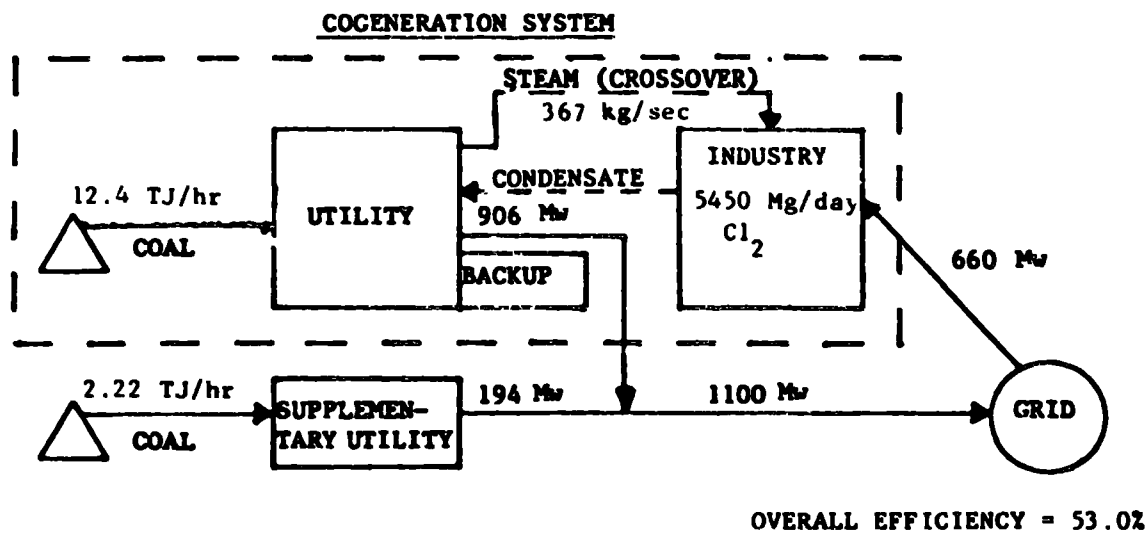 COGENERATION SYSTEM
STEAM (CROSSOVER)
367 kg/sec
INDUSTRY
5450 Mg/day
Cl2
12.4 TJ/hr
COAL
UTILITY
CONDENSATE
906 Mw
BACKUP
660 Mw
2.22 TJ/hr
COAL
SUPPLEMEN-
TARY UTILITY
194 Mw
1100 Mw
GRID
OVERALL EFFICIENCY = 53.0%